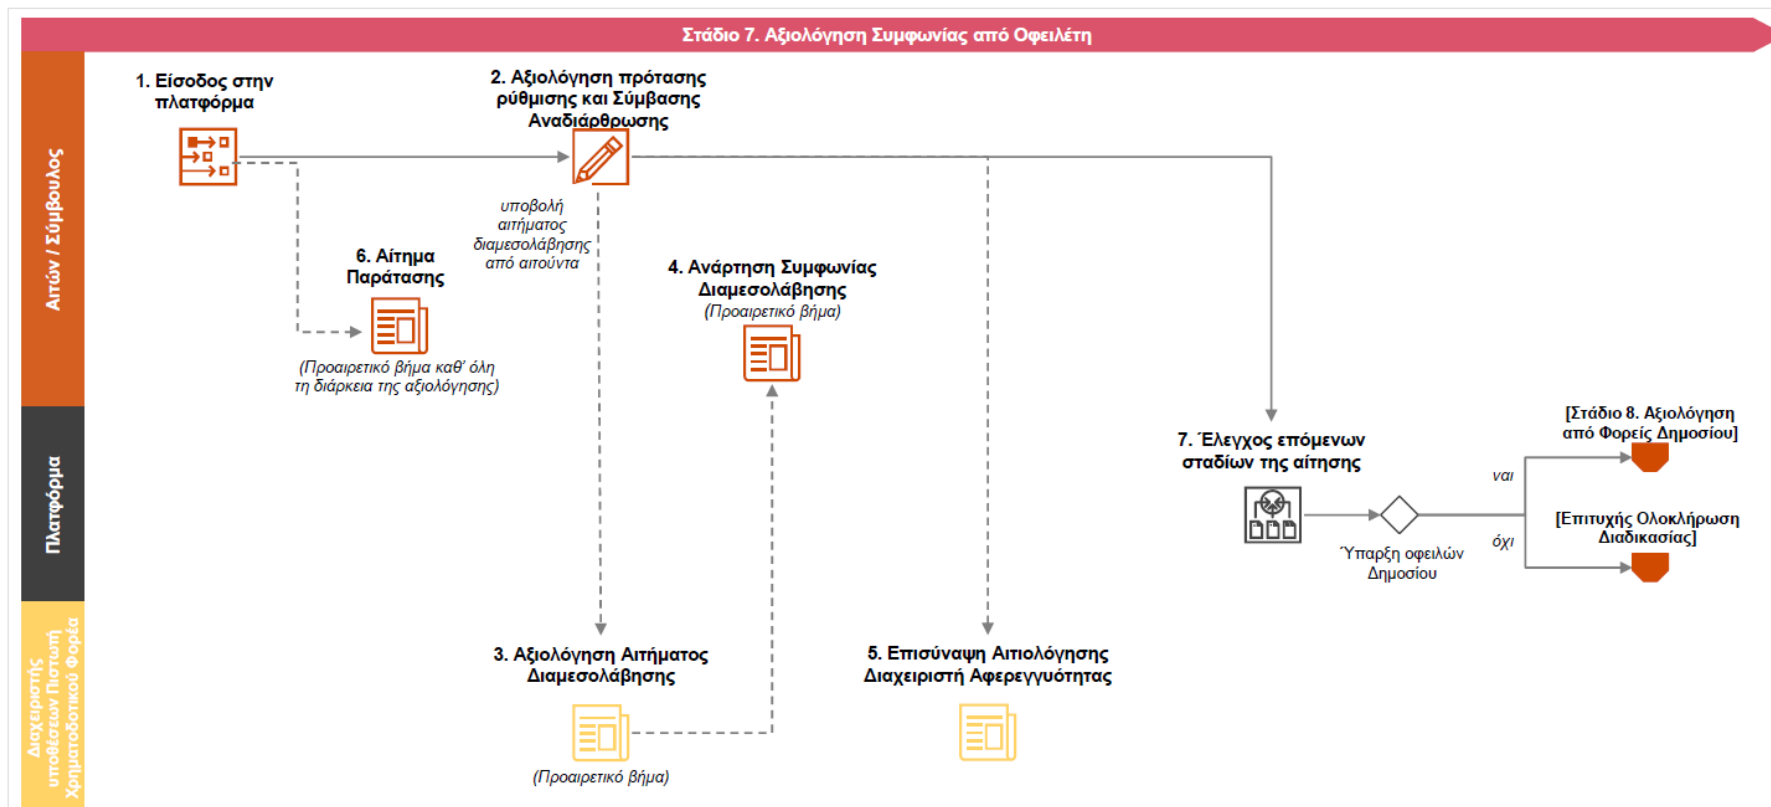 Στάδιο 7. Αξιολόγηση Συμφωνίας από Οφειλέτη
Αιτών / Σύμβουλος
1. Είσοδος στην
πλατφόρμα
2. Αξιολόγηση πρότασης
ρύθμισης και Σύμβασης
Αναδιάρθρωσης
υποβολή
αιτήματος
διαμεσολάβησης
από αιτούντα
6. Αίτημα
Παράτασης
(Προαιρετικό βήμα καθ’ όλη
τη διάρκεια της αξιολόγησης)
4. Ανάρτηση Συμφωνίας
Διαμεσολάβησης
(Προαιρετικό βήμα)
Πλατφόρμα
7. Έλεγχος επόμενων
σταδίων της αίτησης
Ύπαρξη οφειλών
Δημοσίου
ναι
[Στάδιο 8. Αξιολόγηση
από Φορείς Δημοσίου]
όχι
[Επιτυχής Ολοκλήρωση
Διαδικασίας]
Διαχειριστής
υποθέσεων Πιστωτή
Χρηματοδοτικού Φορέα
3. Αξιολόγηση Αιτήματος
Διαμεσολάβησης
(Προαιρετικό βήμα)
5. Επισύναψη Αιτιολόγησης
Διαχειριστή Αφερεγγυότητας